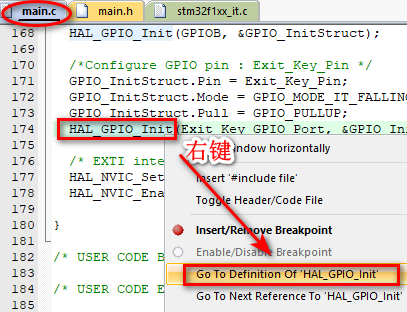 main.c main.h stm32f1xx_it.c
168 HAL_GPIO_Init(GPIOB, &GPIO_InitStruct);
169
170 /*Configure GPIO pin : Exit_Key_Pin */
171 GPIO_InitStruct.Pin = Exit_Key_Pin;
172 GPIO_InitStruct.Mode = GPIO_MODE_IT_FALLING
173 GPIO_InitStruct.Pull = GPIO_PULLUP;
174 HAL_GPIO_Init(Exit_Key_GPIO_Port, &GPIO_In
175 右键 ndow horizontally
176 /* EXTI inte Insert '#include file'
177 HAL_NVIC_Set
178 HAL_NVIC_Ena Toggle Header/Code File
179
180 } Insert/Remove Breakpoint
181 Enable/Disable Breakpoint
182 /* USER CODE B
183 Go To Definition Of 'HAL_GPIO_Init'
184 /* USER CODE E Go To Next Reference To 'HAL_GPIO_Init'
185